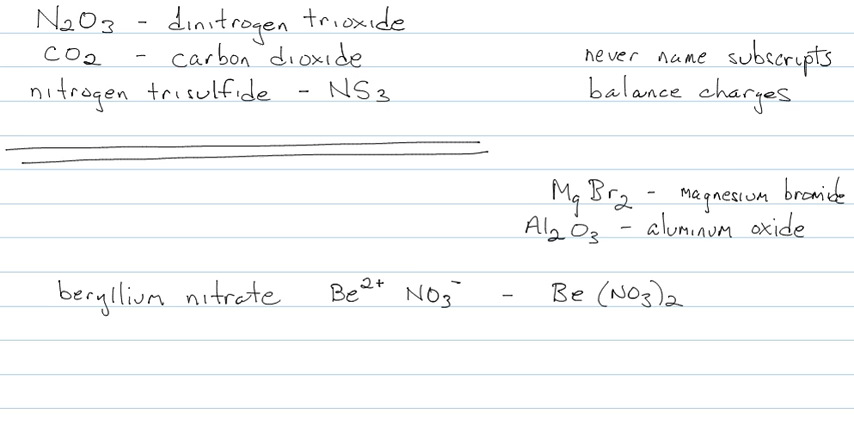 N₂O₃ - dinitrogen trioxide
CO₂ - carbon dioxide never name subscripts
nitrogen trisulfide - NS₃ balance charges
MgBr₂ - magnesium bromide
Al₂O₃ - aluminum oxide
beryllium nitrate Be²⁺ NO₃⁻ - Be(NO₃)₂